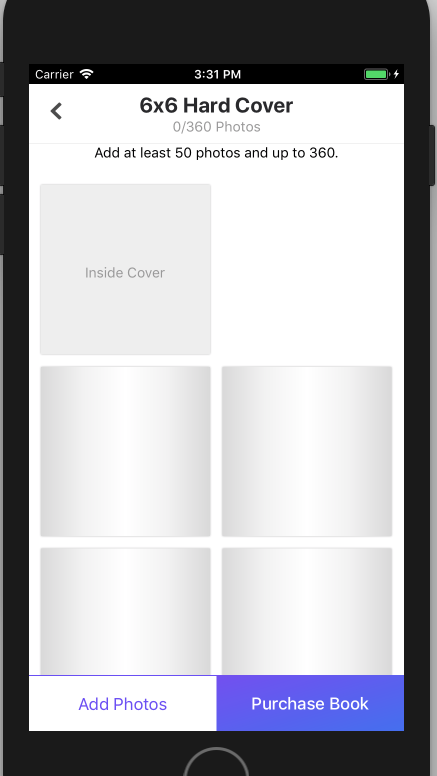 Carrier
3:31 PM
6x6 Hard Cover
0/360 Photos
Add at least 50 photos and up to 360.
Inside Cover
Add Photos
Purchase Book